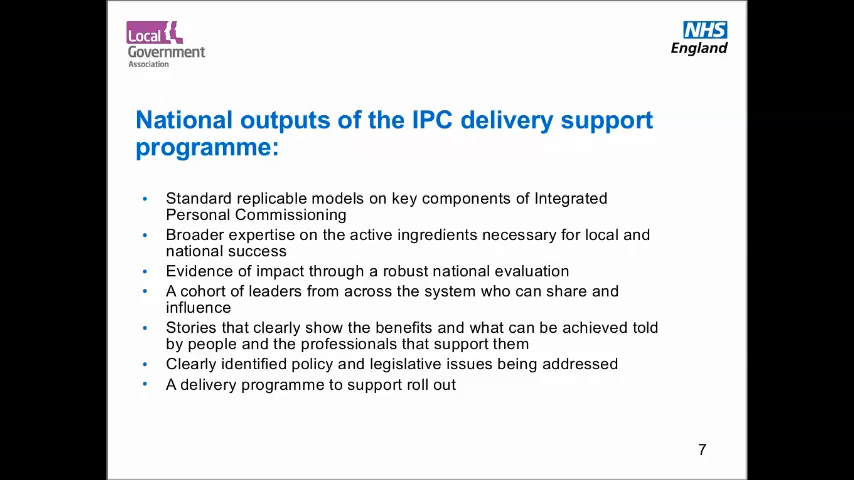 Local
Government
Association
NHS
England
National outputs of the IPC delivery support
programme:
• Standard replicable models on key components of Integrated
Personal Commissioning
• Broader expertise on the active ingredients necessary for local and
national success
• Evidence of impact through a robust national evaluation
• A cohort of leaders from across the system who can share and
influence
• Stories that clearly show the benefits and what can be achieved told
by people and the professionals that support them
• Clearly identified policy and legislative issues being addressed
• A delivery programme to support roll out
7